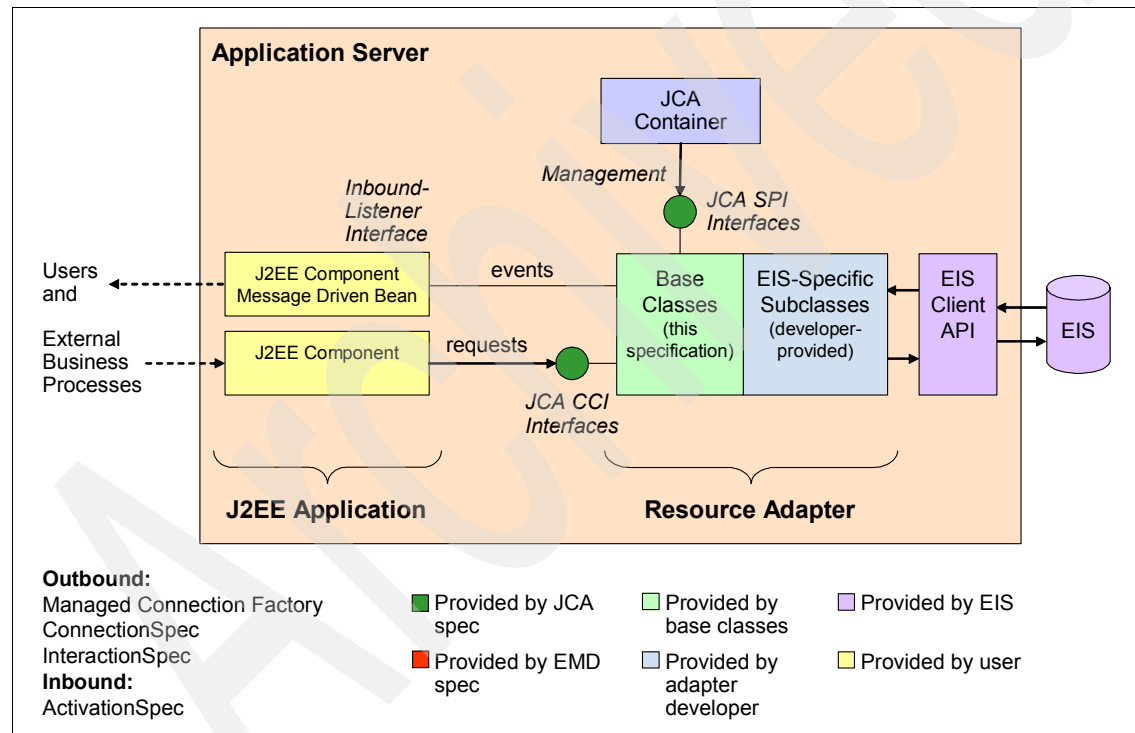 Application Server
JCA
Container
Management
Inbound-
Listener
Interface
JCA SPI
Interfaces
Users
and
J2EE Component
Message Driven Bean
events
Base
Classes
(this
specification)
EIS-Specific
Subclasses
(developer-
provided)
EIS
Client
API
EIS
External
Business
Processes
J2EE Component
requests
JCA CCI
Interfaces
J2EE Application
Resource Adapter
Outbound:
Managed Connection Factory
ConnectionSpec
InteractionSpec
Inbound:
ActivationSpec
Provided by JCA
spec
Provided by
base classes
Provided by EIS
Provided by EMD
spec
Provided by
adapter
developer
Provided by user
Archive